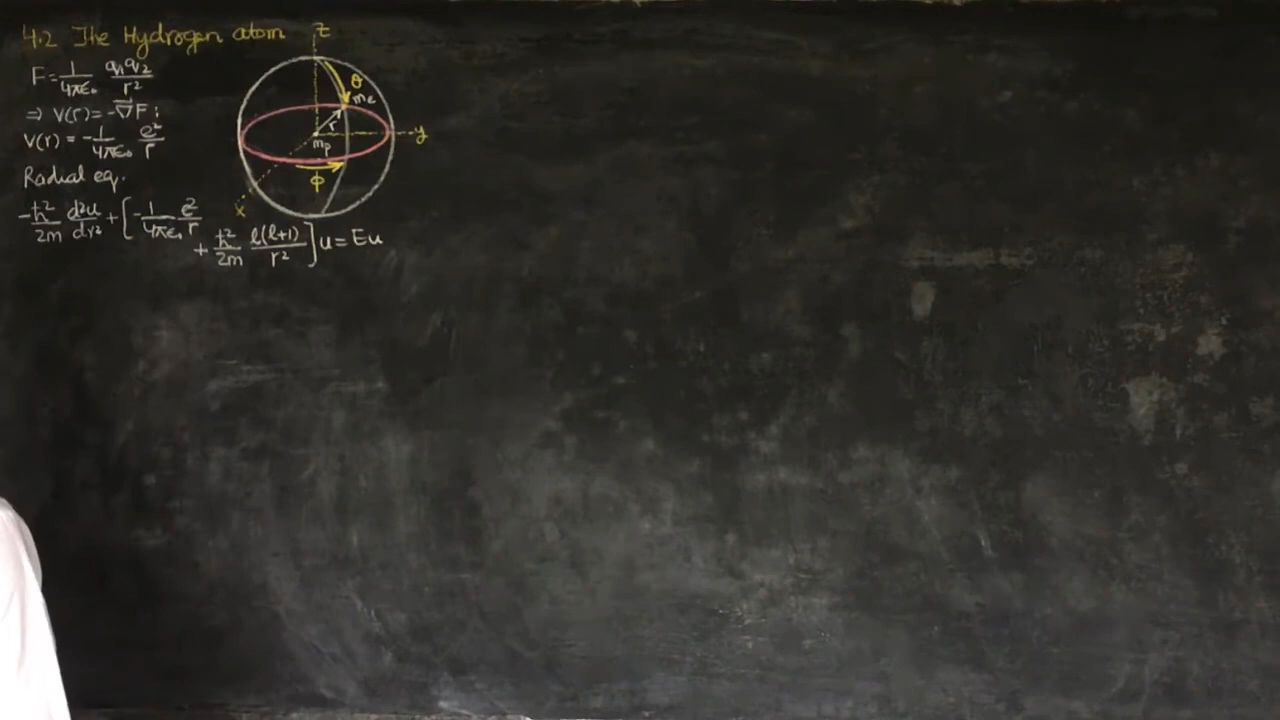 4.2 The Hydrogen atom
F = 1/4πε₀ q₁q₂/r²
⇒ V(r) = -∇⃗F ;
V(r) = -1/4πε₀ e²/r
Radial eq.
-ħ²/2m d²u/dr² + [ -1/4πε₀ e²/r
+ ħ²/2m l(l+1)/r² ] u = Eu
z
θ
mₑ
r
y
mₚ
ϕ
x